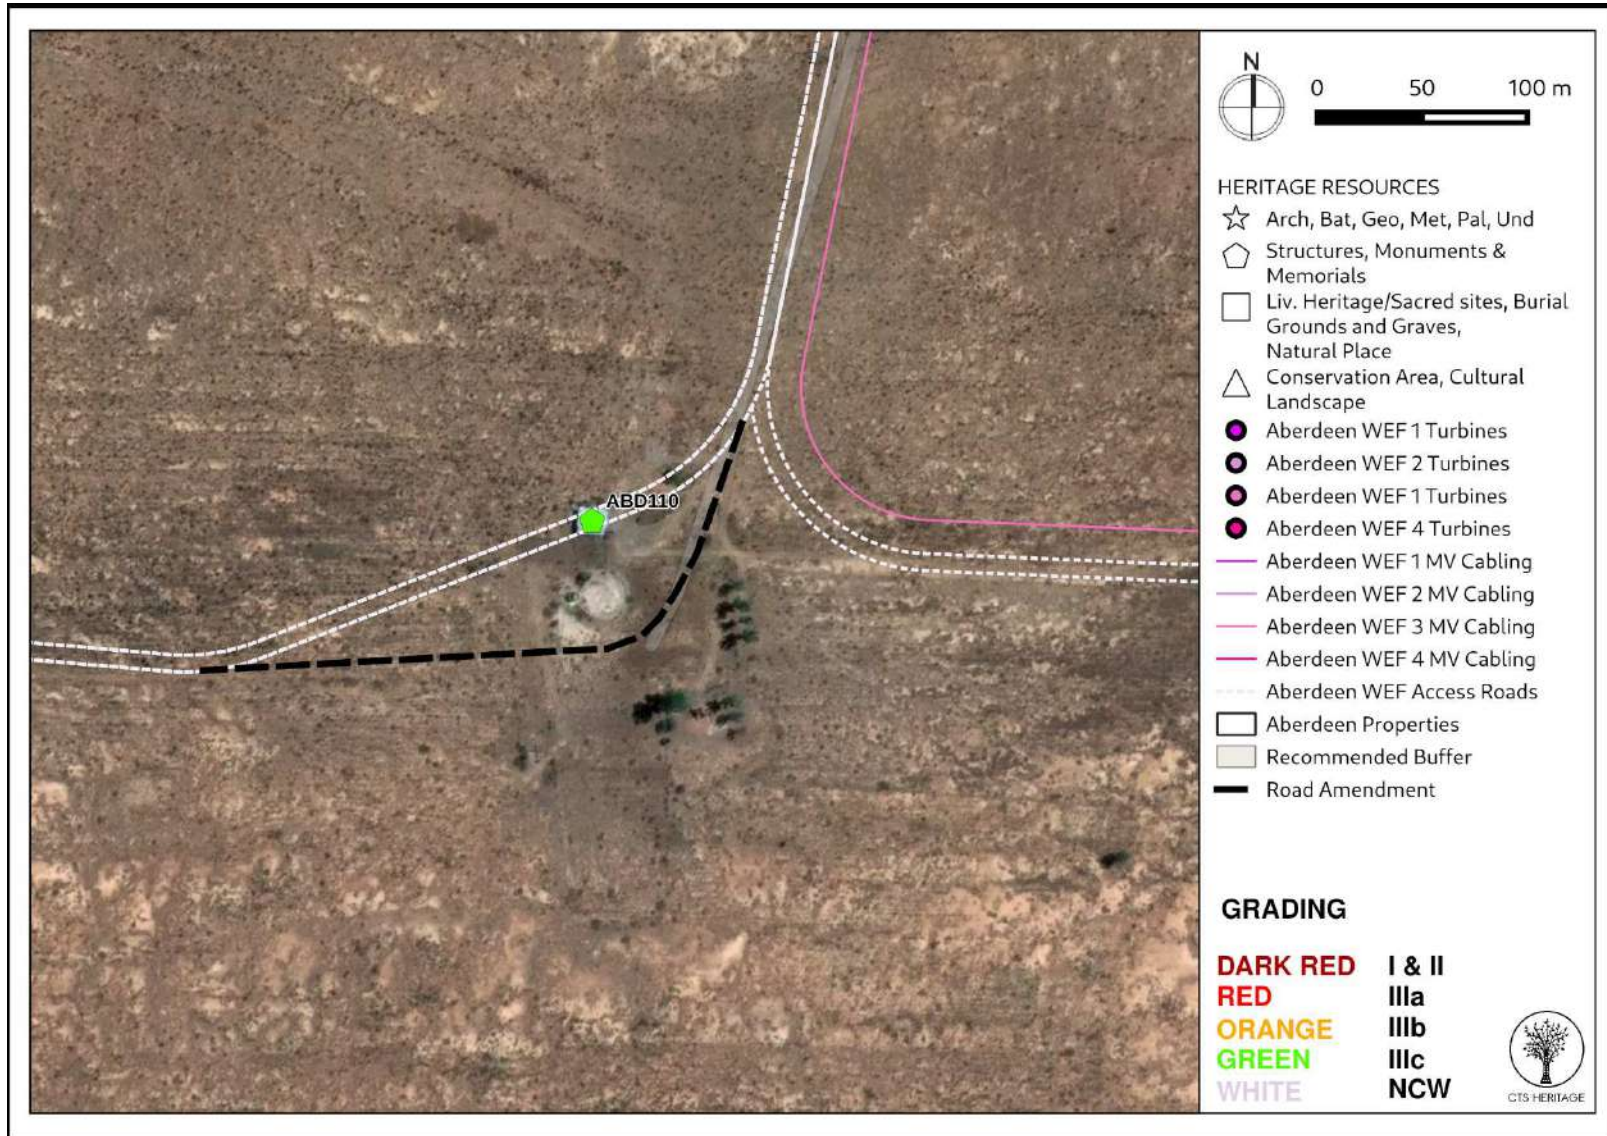 ABD110
N
0 50 100 m
HERITAGE RESOURCES
Arch, Bat, Geo, Met, Pal, Und
Structures, Monuments &
Memorials
Liv. Heritage/Sacred sites, Burial
Grounds and Graves,
Natural Place
Conservation Area, Cultural
Landscape
Aberdeen WEF 1 Turbines
Aberdeen WEF 2 Turbines
Aberdeen WEF 1 Turbines
Aberdeen WEF 4 Turbines
Aberdeen WEF 1 MV Cabling
Aberdeen WEF 2 MV Cabling
Aberdeen WEF 3 MV Cabling
Aberdeen WEF 4 MV Cabling
Aberdeen WEF Access Roads
Aberdeen Properties
Recommended Buffer
Road Amendment
GRADING
DARK RED I & II
RED IIIa
ORANGE IIIb
GREEN IIIc
WHITE NCW
CTS HERITAGE